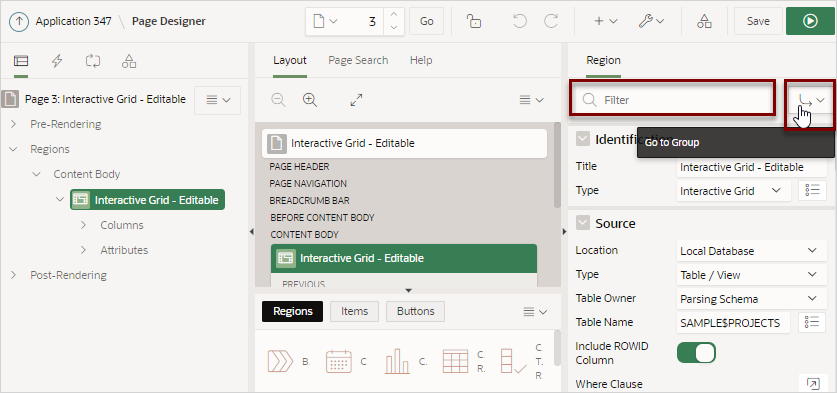 Application 347 \ Page Designer
3
Go
Save
Page 3: Interactive Grid - Editable
Pre-Rendering
Regions
Content Body
Interactive Grid - Editable
Columns
Attributes
Post-Rendering
Layout Page Search Help
Interactive Grid - Editable
PAGE HEADER
PAGE NAVIGATION
BREADCRUMB BAR
BEFORE CONTENT BODY
CONTENT BODY
Interactive Grid - Editable
PREVIOUS
Regions Items Buttons
B.
C
C.
C.
R.
C.
T.
R
Region
Filter
Go to Group
Identification
Title Interactive Grid - Editable
Type Interactive Grid
Source
Location Local Database
Type Table / View
Table Owner Parsing Schema
Table Name SAMPLE$PROJECTS
Include ROWID
Column
Where Clause